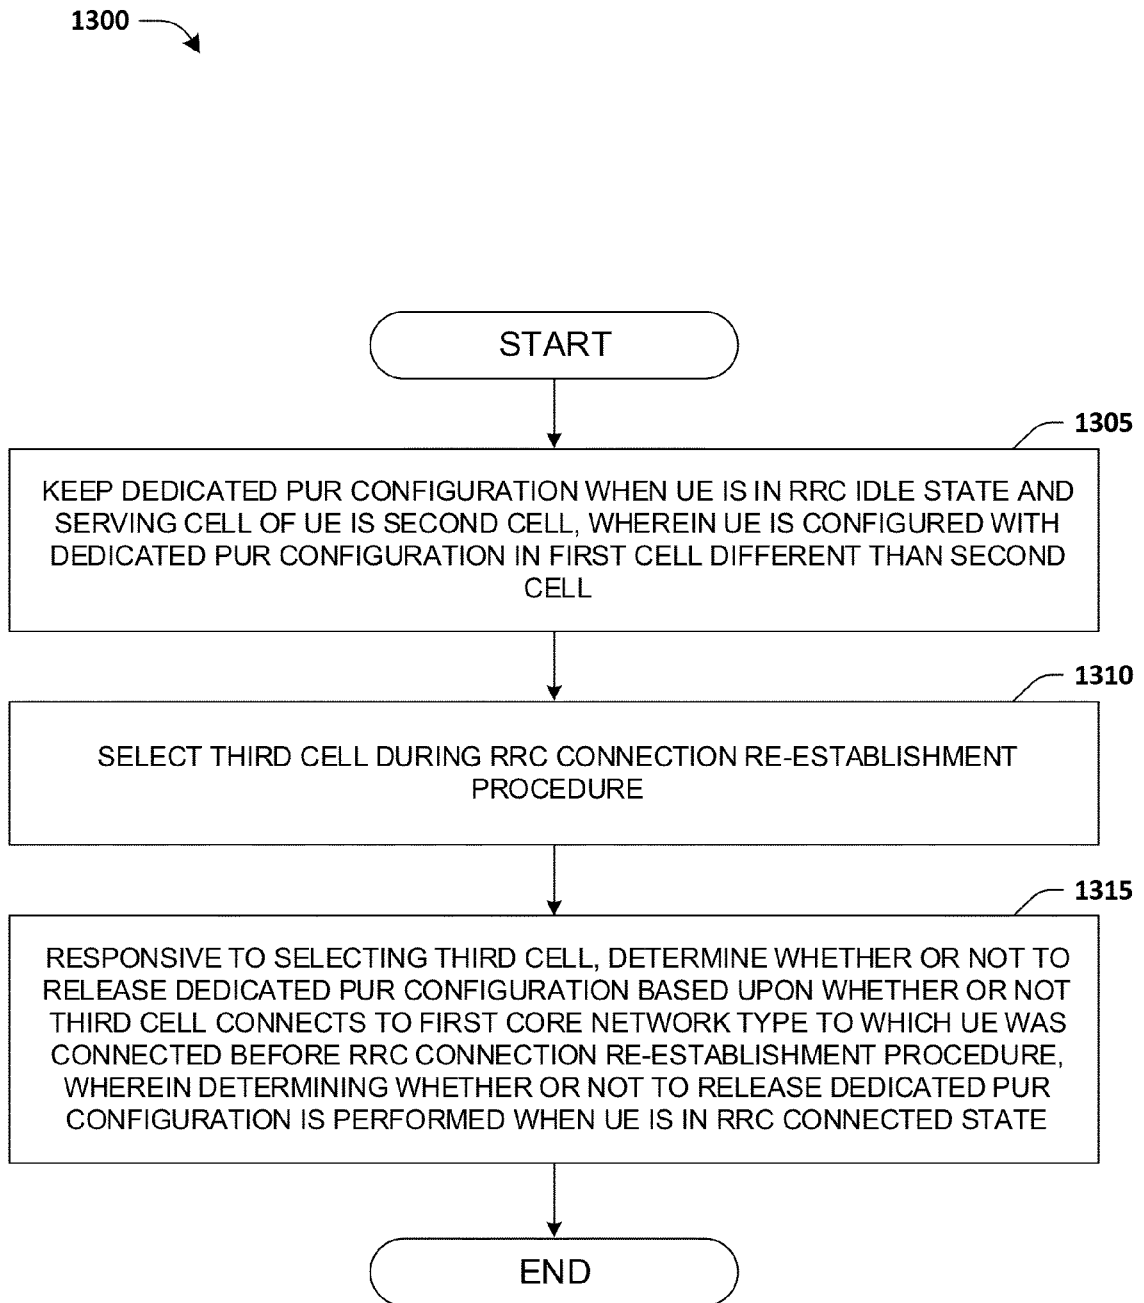 1300
START
1305
KEEP DEDICATED PUR CONFIGURATION WHEN UE IS IN RRC IDLE STATE AND
SERVING CELL OF UE IS SECOND CELL, WHEREIN UE IS CONFIGURED WITH
DEDICATED PUR CONFIGURATION IN FIRST CELL DIFFERENT THAN SECOND
CELL
1310
SELECT THIRD CELL DURING RRC CONNECTION RE-ESTABLISHMENT
PROCEDURE
1315
RESPONSIVE TO SELECTING THIRD CELL, DETERMINE WHETHER OR NOT TO
RELEASE DEDICATED PUR CONFIGURATION BASED UPON WHETHER OR NOT
THIRD CELL CONNECTS TO FIRST CORE NETWORK TYPE TO WHICH UE WAS
CONNECTED BEFORE RRC CONNECTION RE-ESTABLISHMENT PROCEDURE,
WHEREIN DETERMINING WHETHER OR NOT TO RELEASE DEDICATED PUR
CONFIGURATION IS PERFORMED WHEN UE IS IN RRC CONNECTED STATE
END